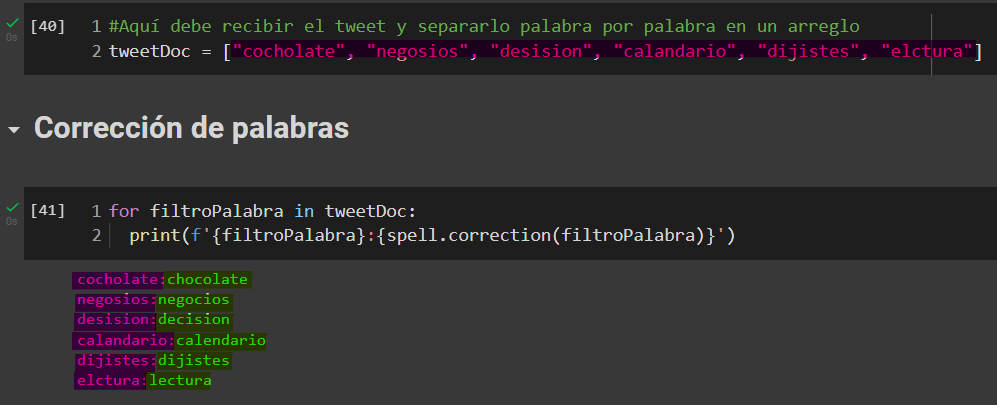 [40] 1 #Aquí debe recibir el tweet y separarlo palabra por palabra en un arreglo
0s 2 tweetDoc = ["cocholate", "negosios", "desision", "calandario", "dijistes", "elctura"]
Corrección de palabras
[41] 1 for filtroPalabra in tweetDoc:
0s 2 print(f'{filtroPalabra}:{spell.correction(filtroPalabra)}')
cocholate:chocolate
negosios:negocios
desision:decision
calandario:calendario
dijistes:dijistes
elctura:lectura